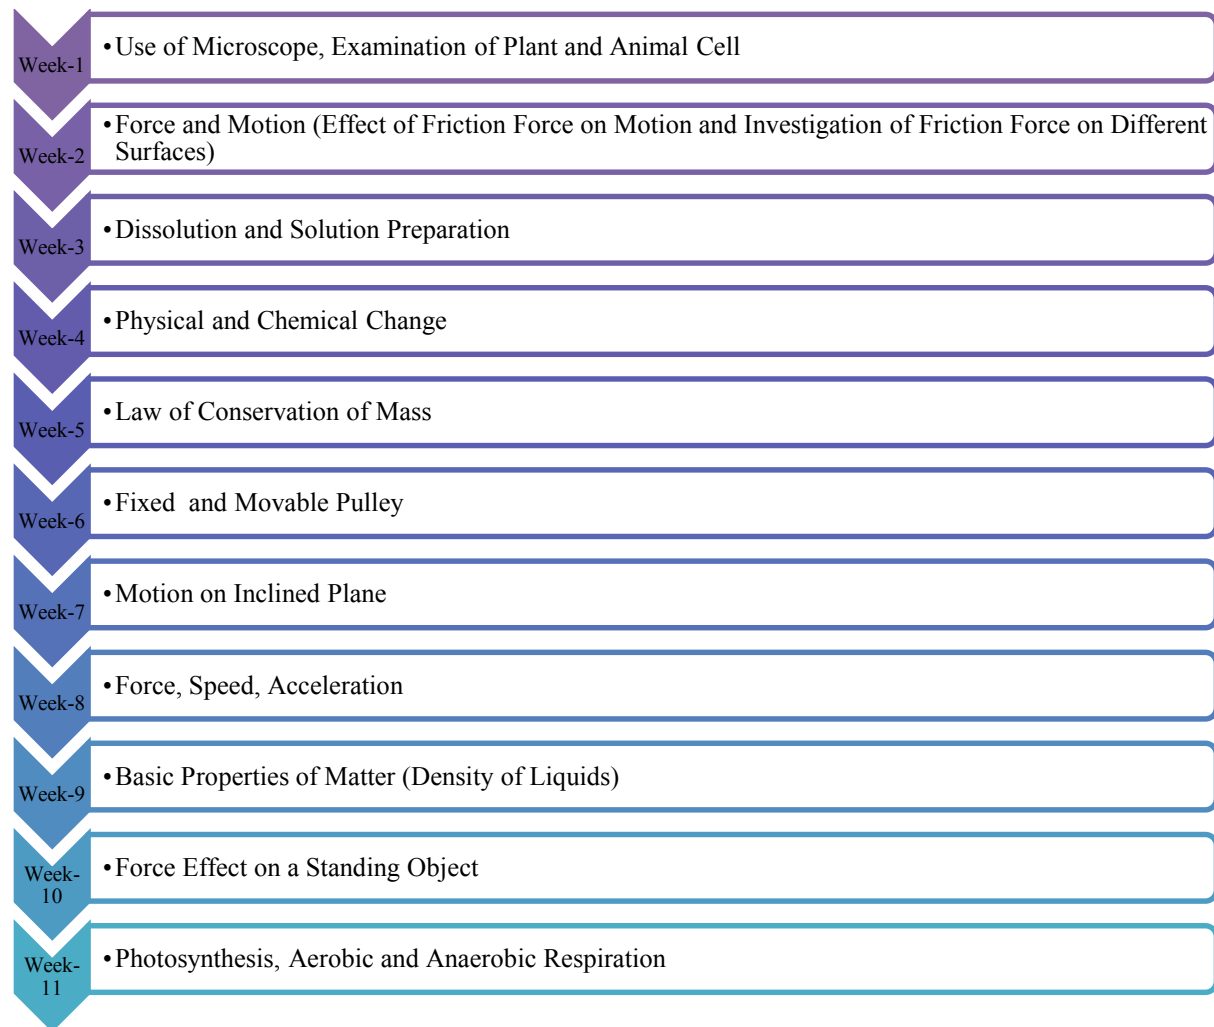 Week-1
•Use of Microscope, Examination of Plant and Animal Cell
Week-2
•Force and Motion (Effect of Friction Force on Motion and Investigation of Friction Force on Different
Surfaces)
Week-3
•Dissolution and Solution Preparation
Week-4
•Physical and Chemical Change
Week-5
•Law of Conservation of Mass
Week-6
•Fixed and Movable Pulley
Week-7
•Motion on Inclined Plane
Week-8
•Force, Speed, Acceleration
Week-9
•Basic Properties of Matter (Density of Liquids)
Week-
10
•Force Effect on a Standing Object
Week-
11
•Photosynthesis, Aerobic and Anaerobic Respiration